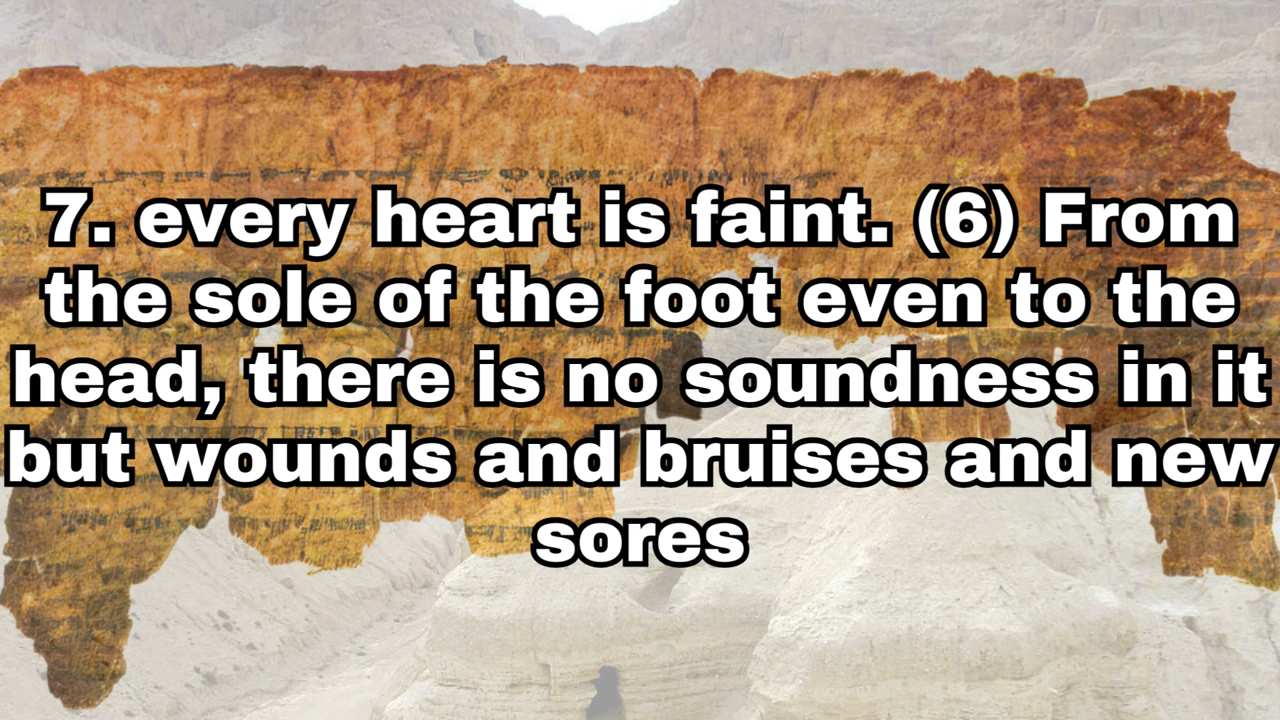 7. every heart is faint. (6) From
the sole of the foot even to the
head, there is no soundness in it
but wounds and bruises and new
sores